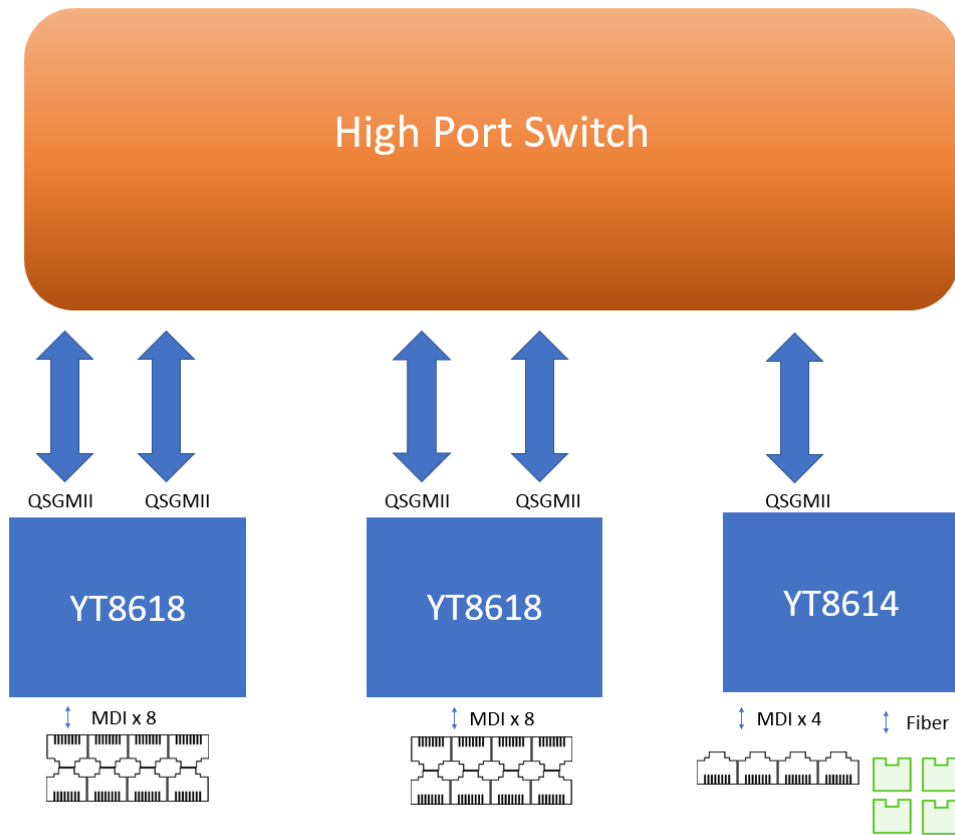 High Port Switch
QSGMII QSGMII QSGMII QSGMII QSGMII
YT8618 YT8618 YT8614
MDI x 8 MDI x 8 MDI x 4 Fiber